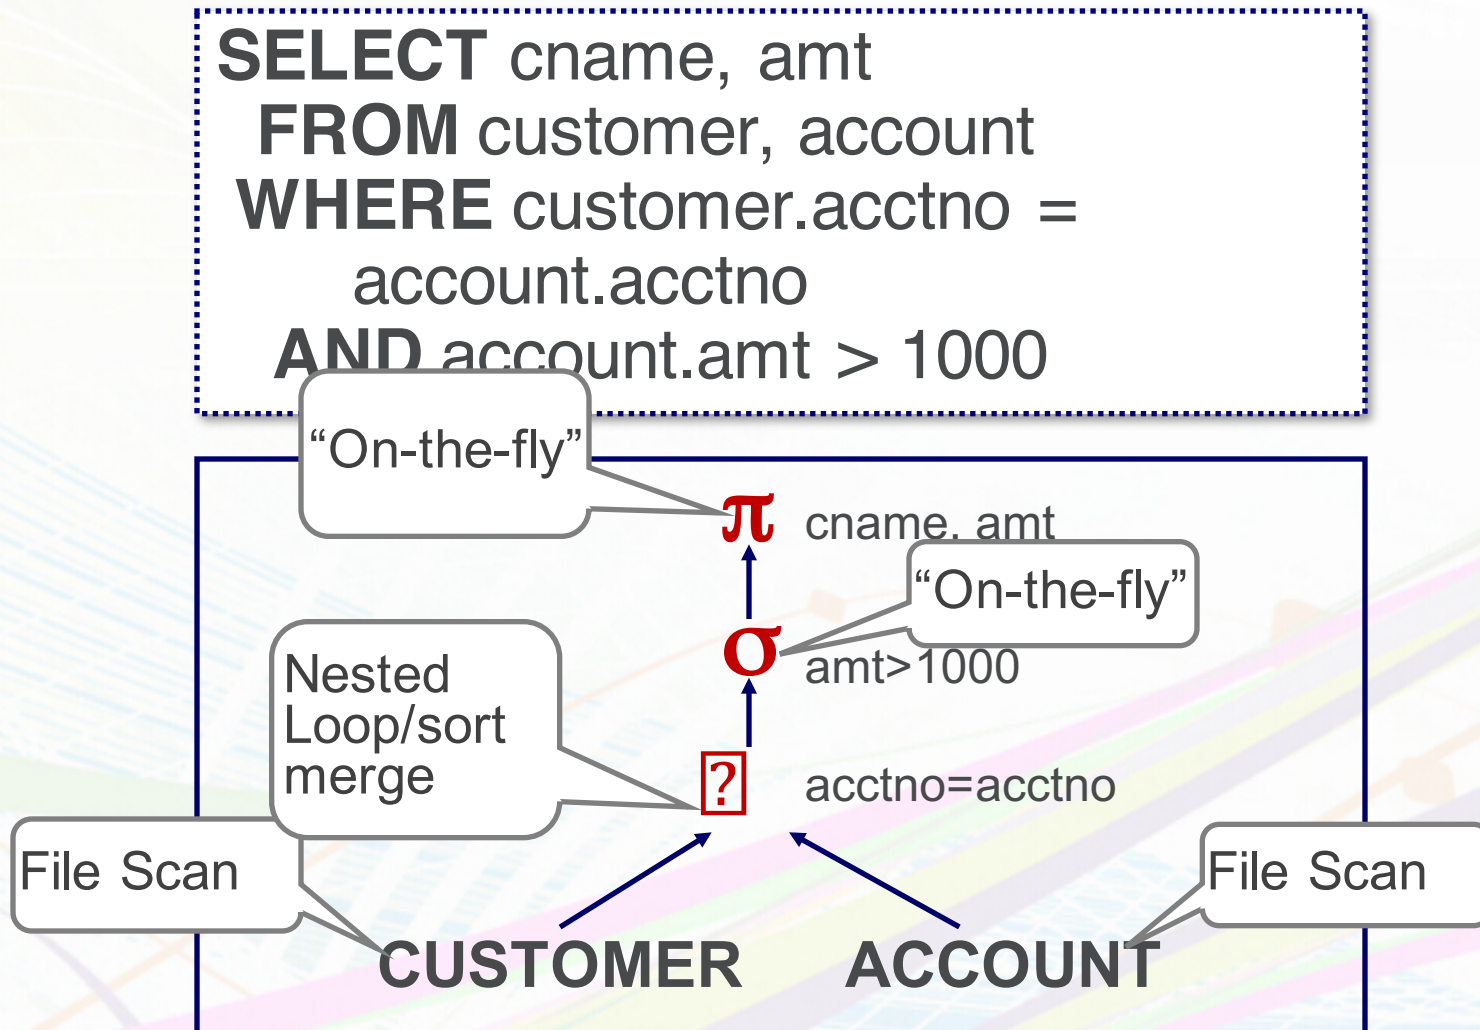 SELECT cname, amt
FROM customer, account
WHERE customer.acctno =
account.acctno
AND account.amt > 1000
“On-the-fly”
π cname, amt
“On-the-fly”
σ amt>1000
Nested
Loop/sort
merge
? acctno=acctno
File Scan
File Scan
CUSTOMER ACCOUNT